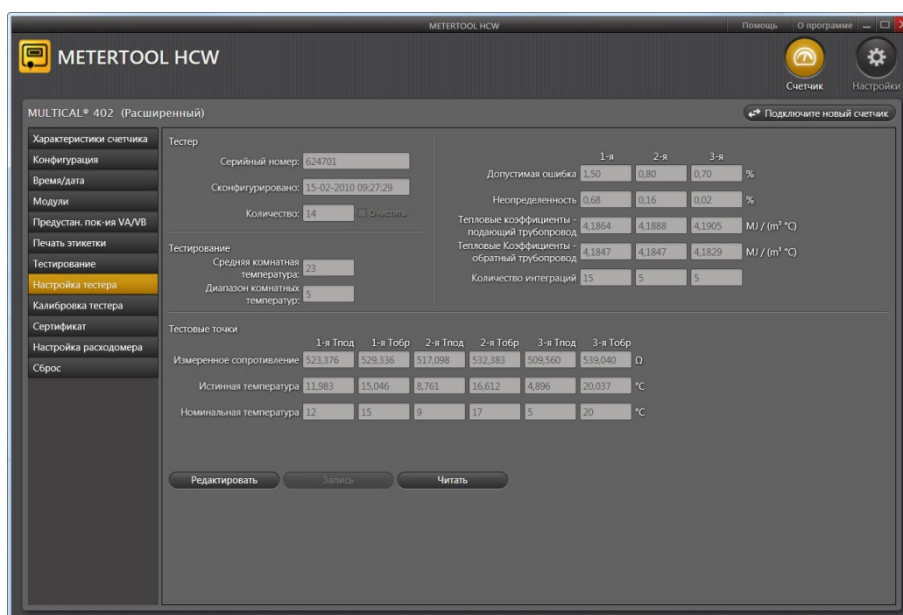 METERTOOL HCW
Помощь О программе
METERTOOL HCW
Счетчик Настройки
MULTICAL® 402 (Расширенный)
Подключите новый счетчик
Характеристики счетчика
Конфигурация
Время/дата
Модули
Предустан. пок-ия VA/VB
Печать этикетки
Тестирование
Настройка тестера
Калибровка тестера
Сертификат
Настройка расходомера
Сброс
Тестер
Серийный номер: 624701
Сконфигурировано: 15-02-2010 09:27:29
Количество: 14 Очистить
Тестирование
Средняя комнатная
температура: 23
Диапазон комнатных
температур: 5
1-я 2-я 3-я
Допустимая ошибка 1,50 0,80 0,70 %
Неопределенность 0,68 0,16 0,02 %
Тепловые коэффициенты -
подающий трубопровод 4,1864 4,1888 4,1905 MJ / (m³ °C)
Тепловые Коэффициенты -
обратный трубопровод 4,1847 4,1847 4,1829 MJ / (m³ °C)
Количество интеграций 15 5 5
Тестовые точки
1-я Тпод 1-я Тобр 2-я Тпод 2-я Тобр 3-я Тпод 3-я Тобр
Измеренное сопротивление 523,376 529,336 517,098 532,383 509,560 539,040 Ω
Истинная температура 11,983 15,046 8,761 16,612 4,896 20,037 °C
Номинальная температура 12 15 9 17 5 20 °C
Редактировать Запись Читать